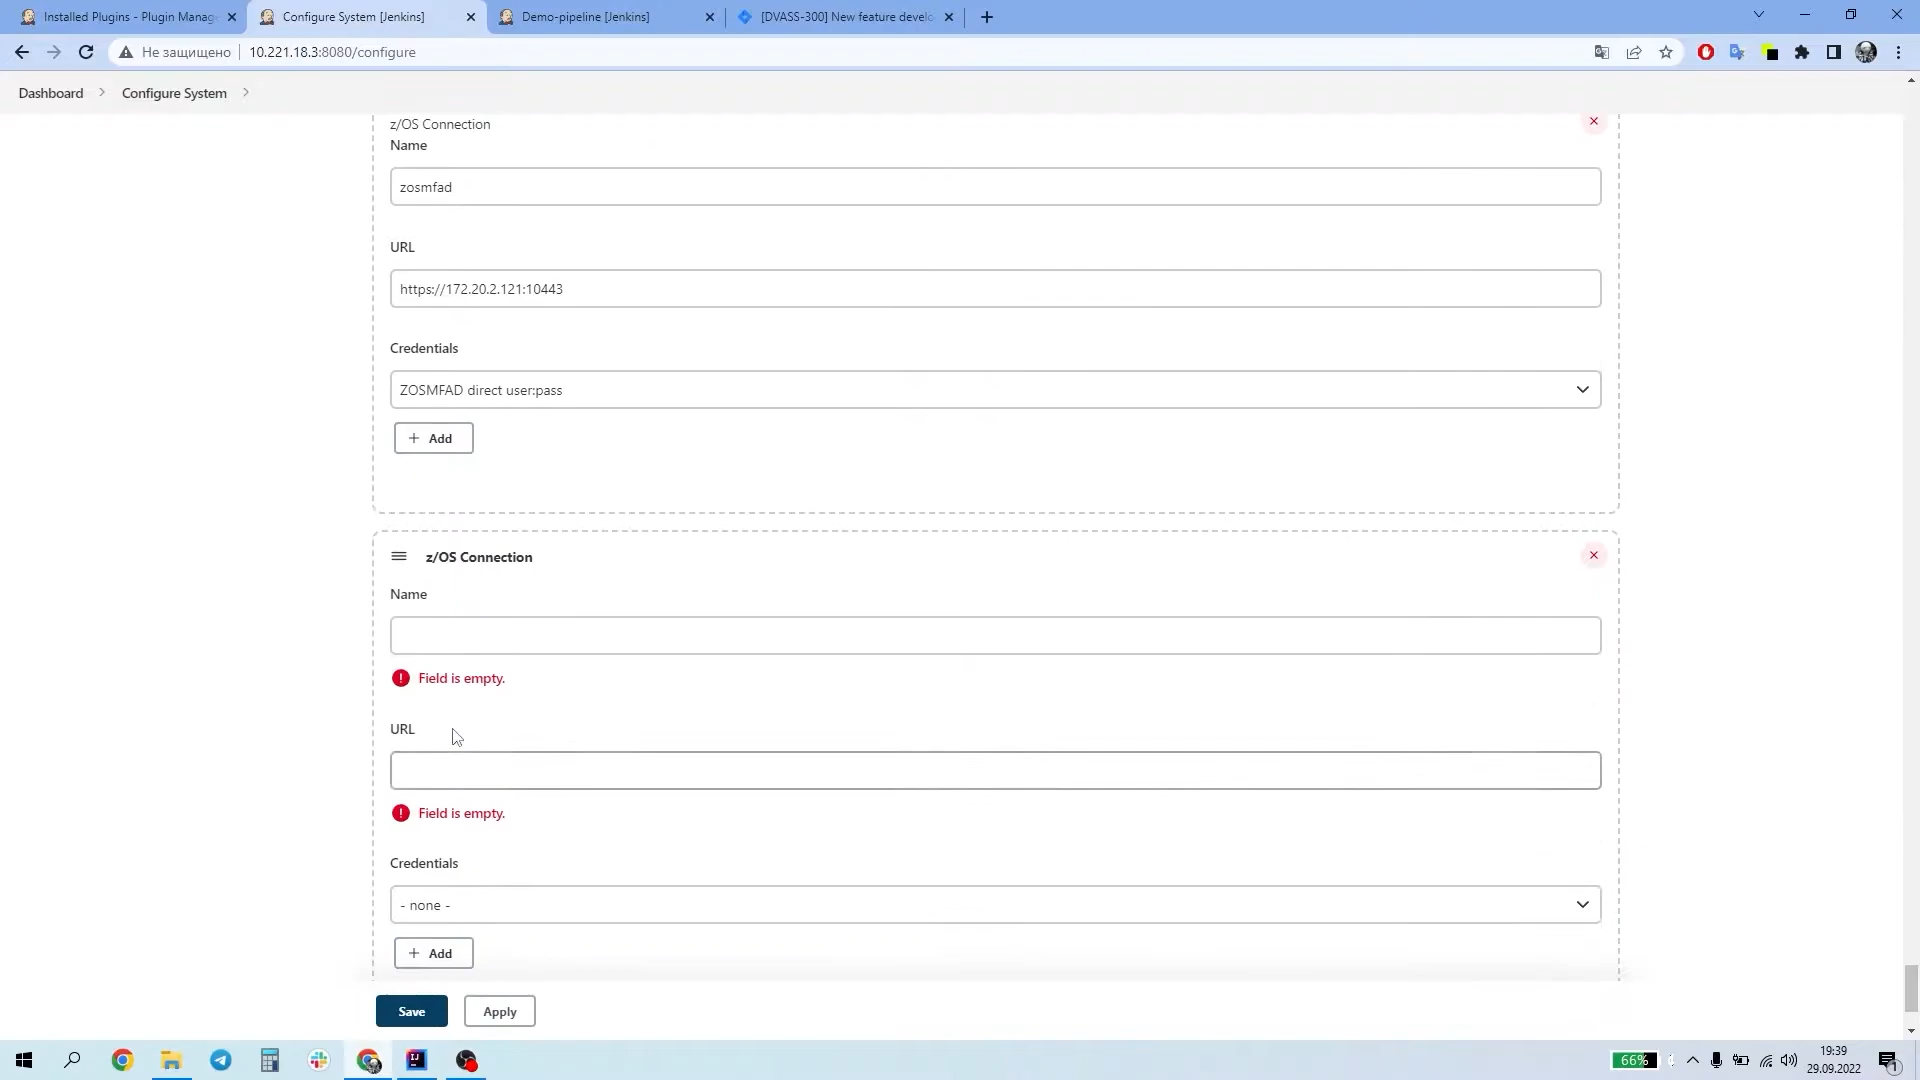 Installed Plugins - Plugin Manag
Configure System [Jenkins]
Demo-pipeline [Jenkins]
[DVASS-300] New feature develo
Не защищено
10.221.18.3:8080/configure
Dashboard
Configure System
z/OS Connection
Name
zosmfad
URL
https://172.20.2.121:10443
Credentials
ZOSMFAD direct user:pass
Add
z/OS Connection
Name
Field is empty.
URL
Field is empty.
Credentials
- none -
Add
Save
Apply
66%
19:39
29.09.2022
1